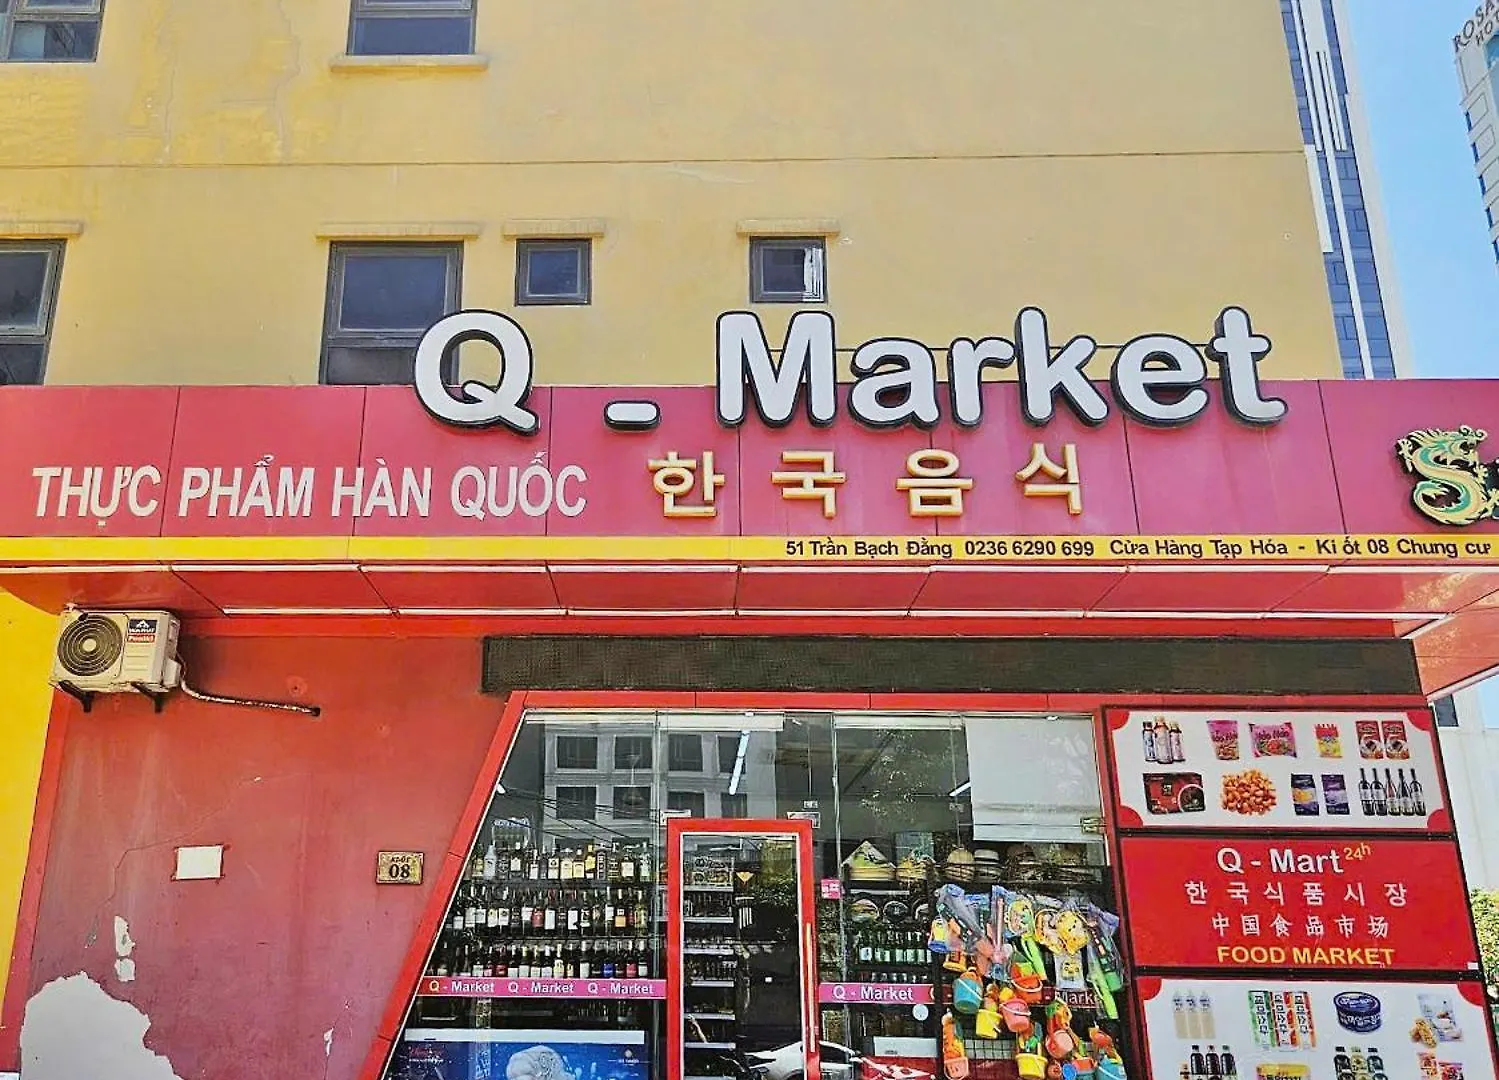 ROSA
Q - Market
THỰC PHẨM HÀN QUỐC 한국음식
51 Trần Bạch Đằng 0236 6290 699 Cửa Hàng Tạp Hóa - Ki ốt 08 Chung cư
08
Q - Mart 24h
한국식품시장
中国食品市场
FOOD MARKET
Q - Market Q - Market Q - Market
Q - Market
Market